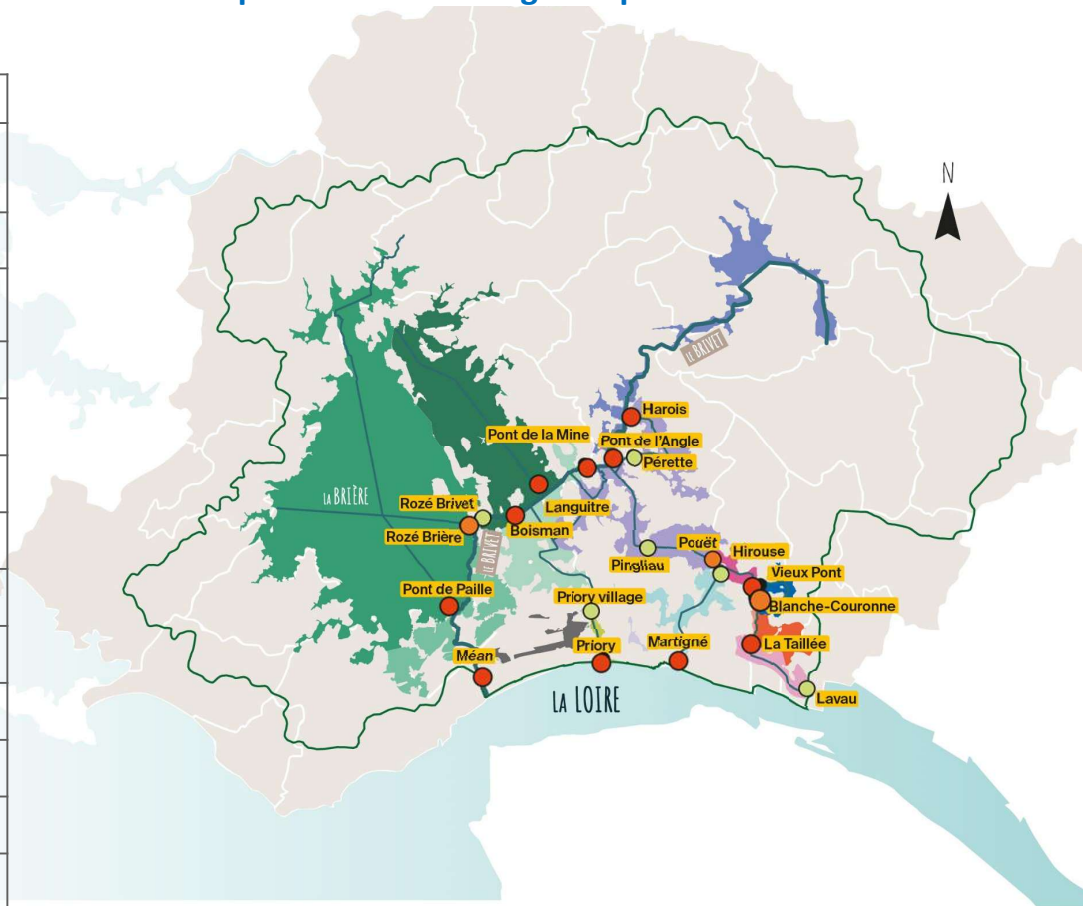 N
LE BRIVET
Harois
Pont de la Mine
Pont de l'Angle
Pérette
LA BRIÈRE
Rozé Brivet
Languitre
Rozé Brière
Boisman
LE BRIVET
Pouët
Hirouse
Pingliau
Vieux Pont
Pont de Paille
Priory village
Blanche-Couronne
Méan
Priory
Martigné
La Taillée
LA LOIRE
Lavau